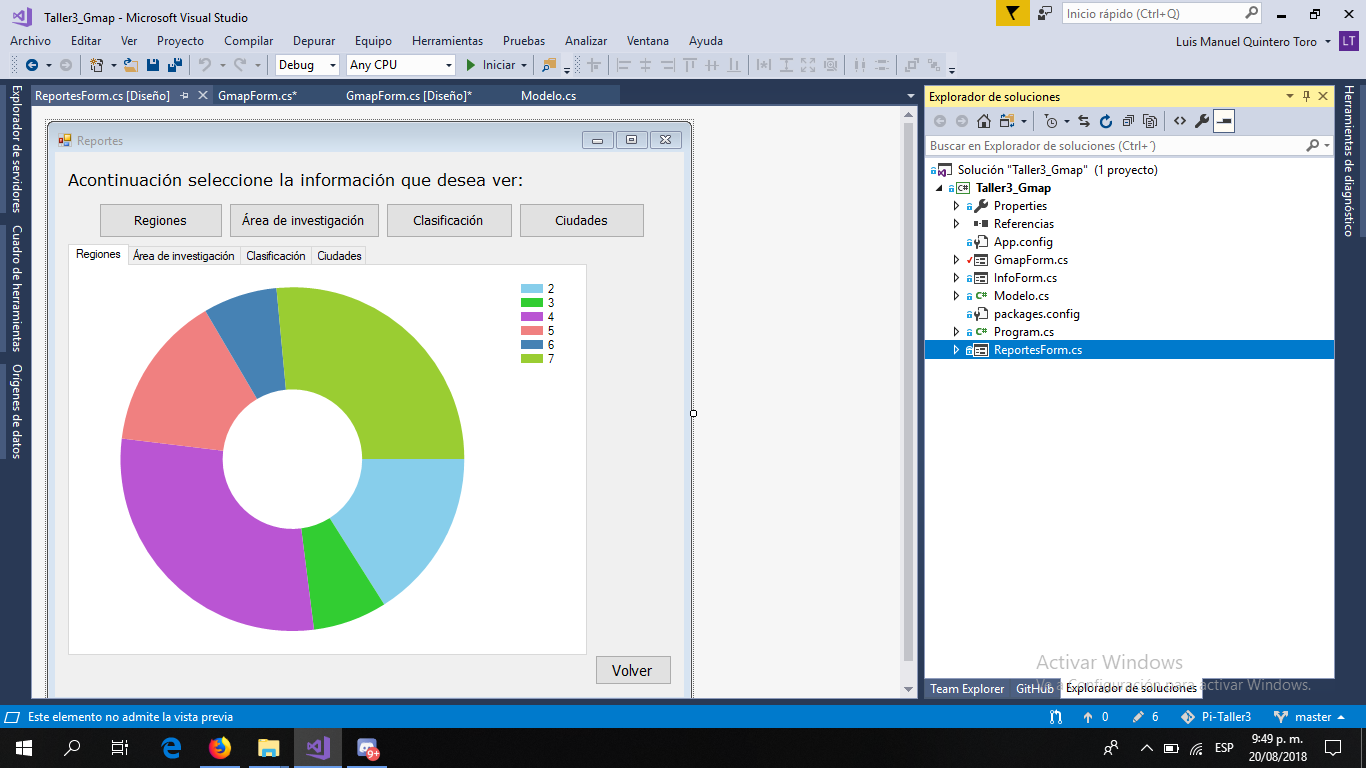 Taller3_Gmap - Microsoft Visual Studio
Inicio rápido (Ctrl+Q)
Archivo Editar Ver Proyecto Compilar Depurar Equipo Herramientas Pruebas Analizar Ventana Ayuda
Luis Manuel Quintero Toro LT
Debug Any CPU Iniciar
ReportesForm.cs [Diseño] GmapForm.cs* GmapForm.cs [Diseño]* Modelo.cs
Explorador de servidores
Cuadro de herramientas
Orígenes de datos
Reportes
Acontinuación seleccione la información que desea ver:
Regiones Área de investigación Clasificación Ciudades
Regiones Área de investigación Clasificación Ciudades
2
3
4
5
6
7
Volver
Explorador de soluciones
Buscar en Explorador de soluciones (Ctrl+´)
Solución "Taller3_Gmap" (1 proyecto)
Taller3_Gmap
Properties
Referencias
App.config
GmapForm.cs
InfoForm.cs
C# Modelo.cs
packages.config
C# Program.cs
ReportesForm.cs
Herramientas de diagnóstico
Activar Windows
Ve a Configuración para activar Windows.
Team Explorer GitHub Explorador de soluciones
Este elemento no admite la vista previa
0 6 Pi-Taller3 master
9+
ESP
9:49 p. m.
20/08/2018